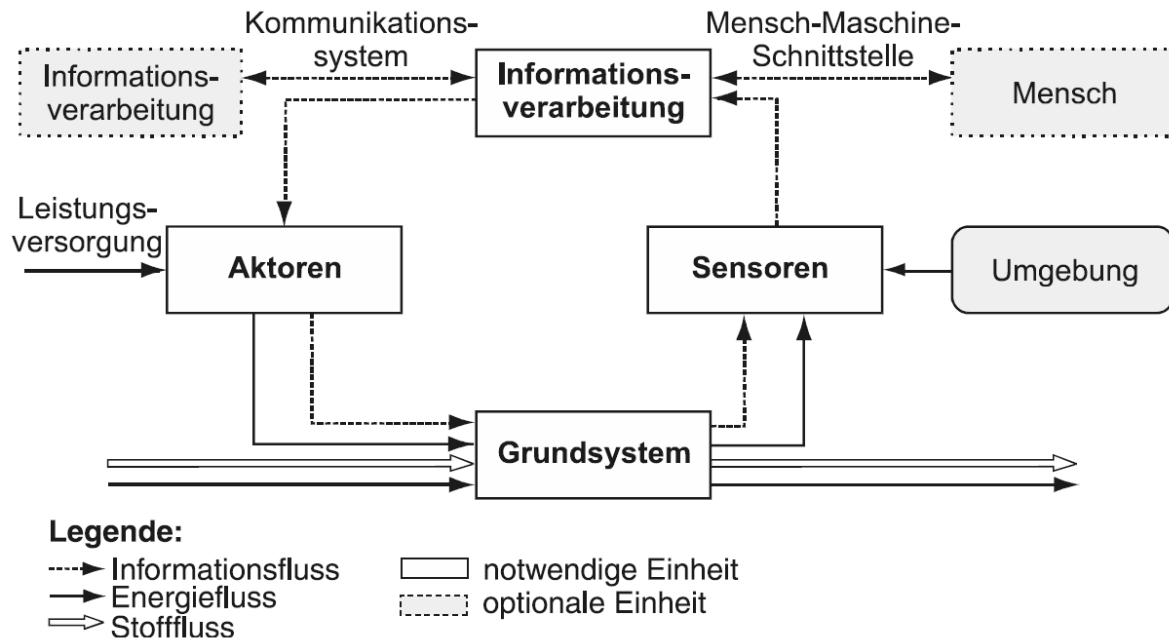 Kommunikations-
system
Mensch-Maschine-
Schnittstelle
Informations-
verarbeitung
Informations-
verarbeitung
Mensch
Leistungs-
versorgung
Aktoren
Sensoren
Umgebung
Grundsystem
Legende:
Informationsfluss
Energiefluss
Stofffluss
notwendige Einheit
optionale Einheit